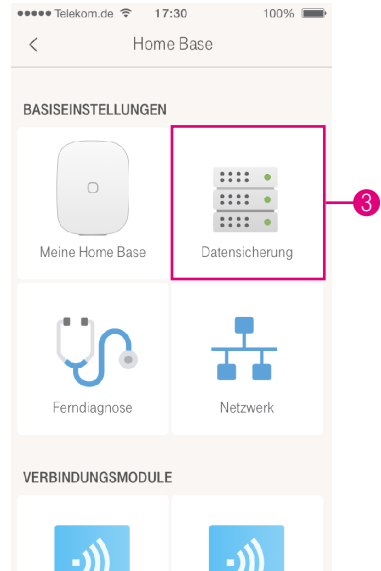 Telekom.de 17:30 100%
Home Base
BASISEINSTELLUNGEN
Meine Home Base Datensicherung
3
Ferndiagnose Netzwerk
VERBINDUNGSMODULE